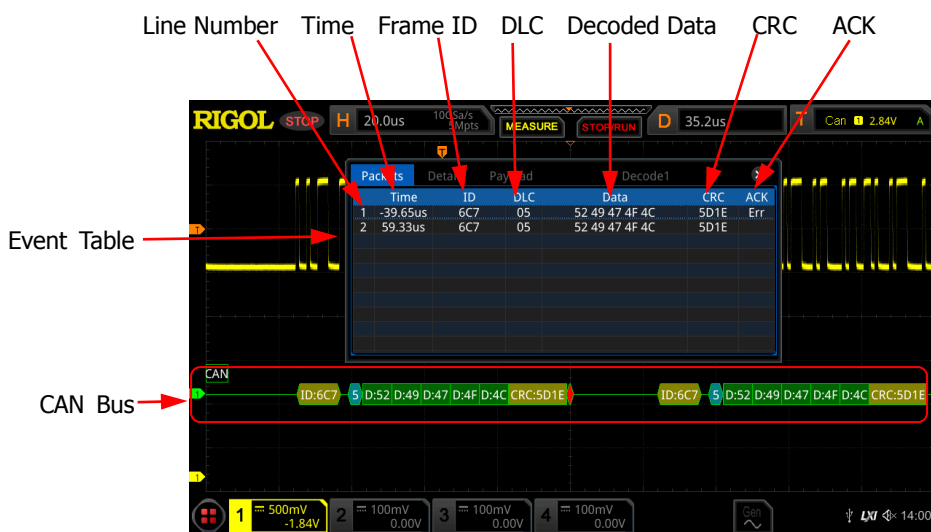 Line Number Time Frame ID DLC Decoded Data CRC ACK
RIGOL STOP H 20.0us 10GSa/s 5Mpts MEASURE STOP/RUN D 35.2us T Can 1 2.84V A
T
Packets Details Payload Decode1
Time ID DLC Data CRC ACK
1 -39.65us 6C7 05 52 49 47 4F 4C 5D1E Err
2 59.33us 6C7 05 52 49 47 4F 4C 5D1E
T
Event Table
CAN
CAN Bus
1 ID:6C7 5 D:52 D:49 D:47 D:4F D:4C CRC:5D1E ID:6C7 5 D:52 D:49 D:47 D:4F D:4C CRC:5D1E
1
1 500mV -1.84V 2 100mV 0.00V 3 100mV 0.00V 4 100mV 0.00V Gen LXI 14:00